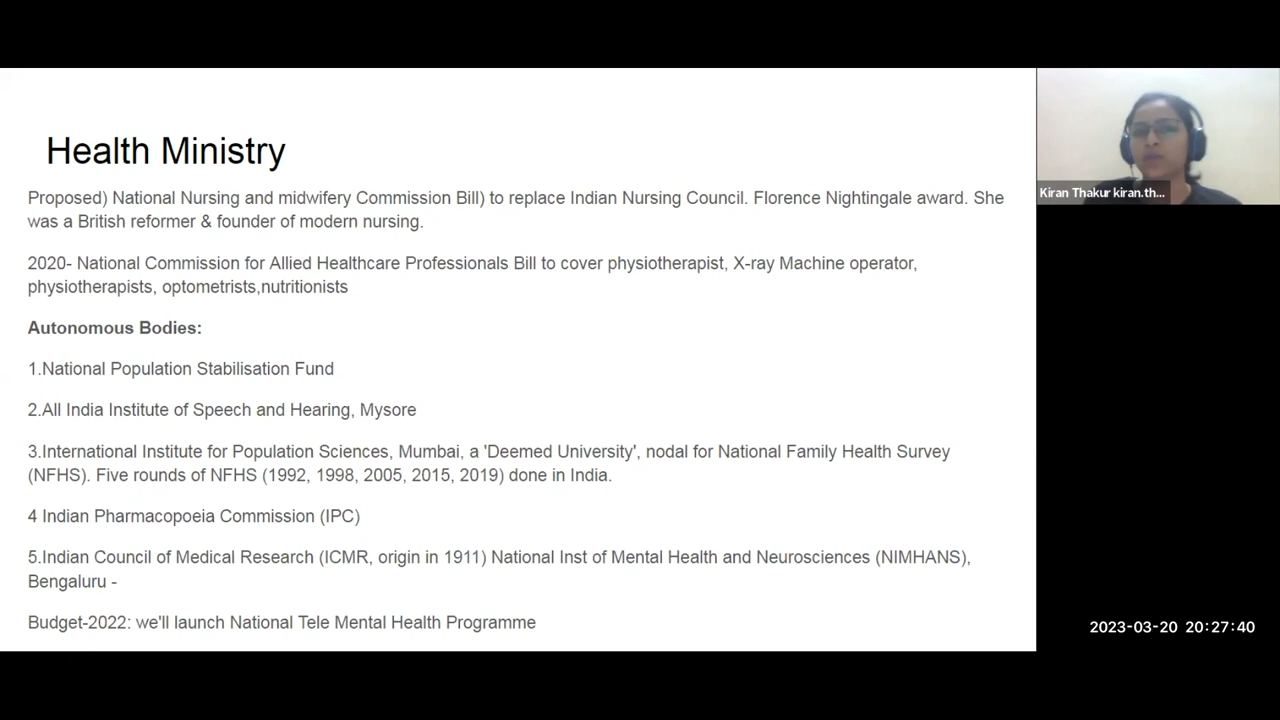 Health Ministry
Proposed) National Nursing and midwifery Commission Bill) to replace Indian Nursing Council. Florence Nightingale award. She
was a British reformer & founder of modern nursing.
2020- National Commission for Allied Healthcare Professionals Bill to cover physiotherapist, X-ray Machine operator,
physiotherapists, optometrists,nutritionists
Autonomous Bodies:
1.National Population Stabilisation Fund
2.All India Institute of Speech and Hearing, Mysore
3.International Institute for Population Sciences, Mumbai, a 'Deemed University', nodal for National Family Health Survey
(NFHS). Five rounds of NFHS (1992, 1998, 2005, 2015, 2019) done in India.
4 Indian Pharmacopoeia Commission (IPC)
5.Indian Council of Medical Research (ICMR, origin in 1911) National Inst of Mental Health and Neurosciences (NIMHANS),
Bengaluru -
Budget-2022: we'll launch National Tele Mental Health Programme
Kiran Thakur kiran.th...
2023-03-20 20:27:40